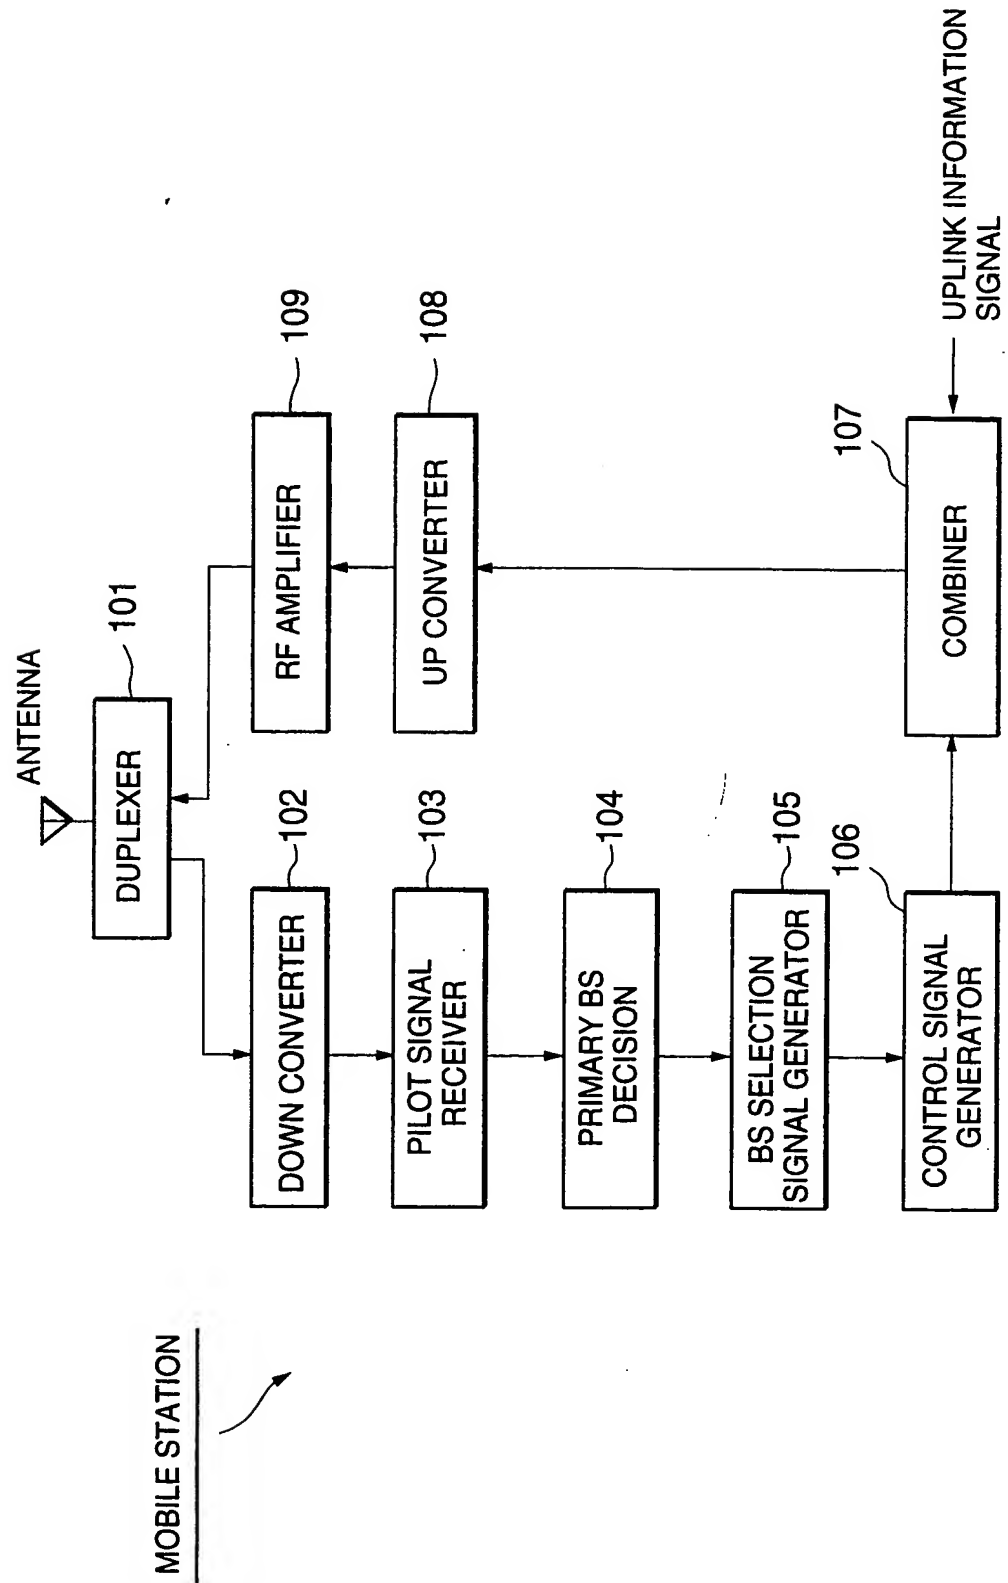 MOBILE STATION
ANTENNA
DUPLEXER
101
DOWN CONVERTER
102
PILOT SIGNAL
RECEIVER
103
PRIMARY BS
DECISION
104
BS SELECTION
SIGNAL GENERATOR
105
CONTROL SIGNAL
GENERATOR
106
COMBINER
107
UP CONVERTER
108
RF AMPLIFIER
109
UPLINK INFORMATION
SIGNAL